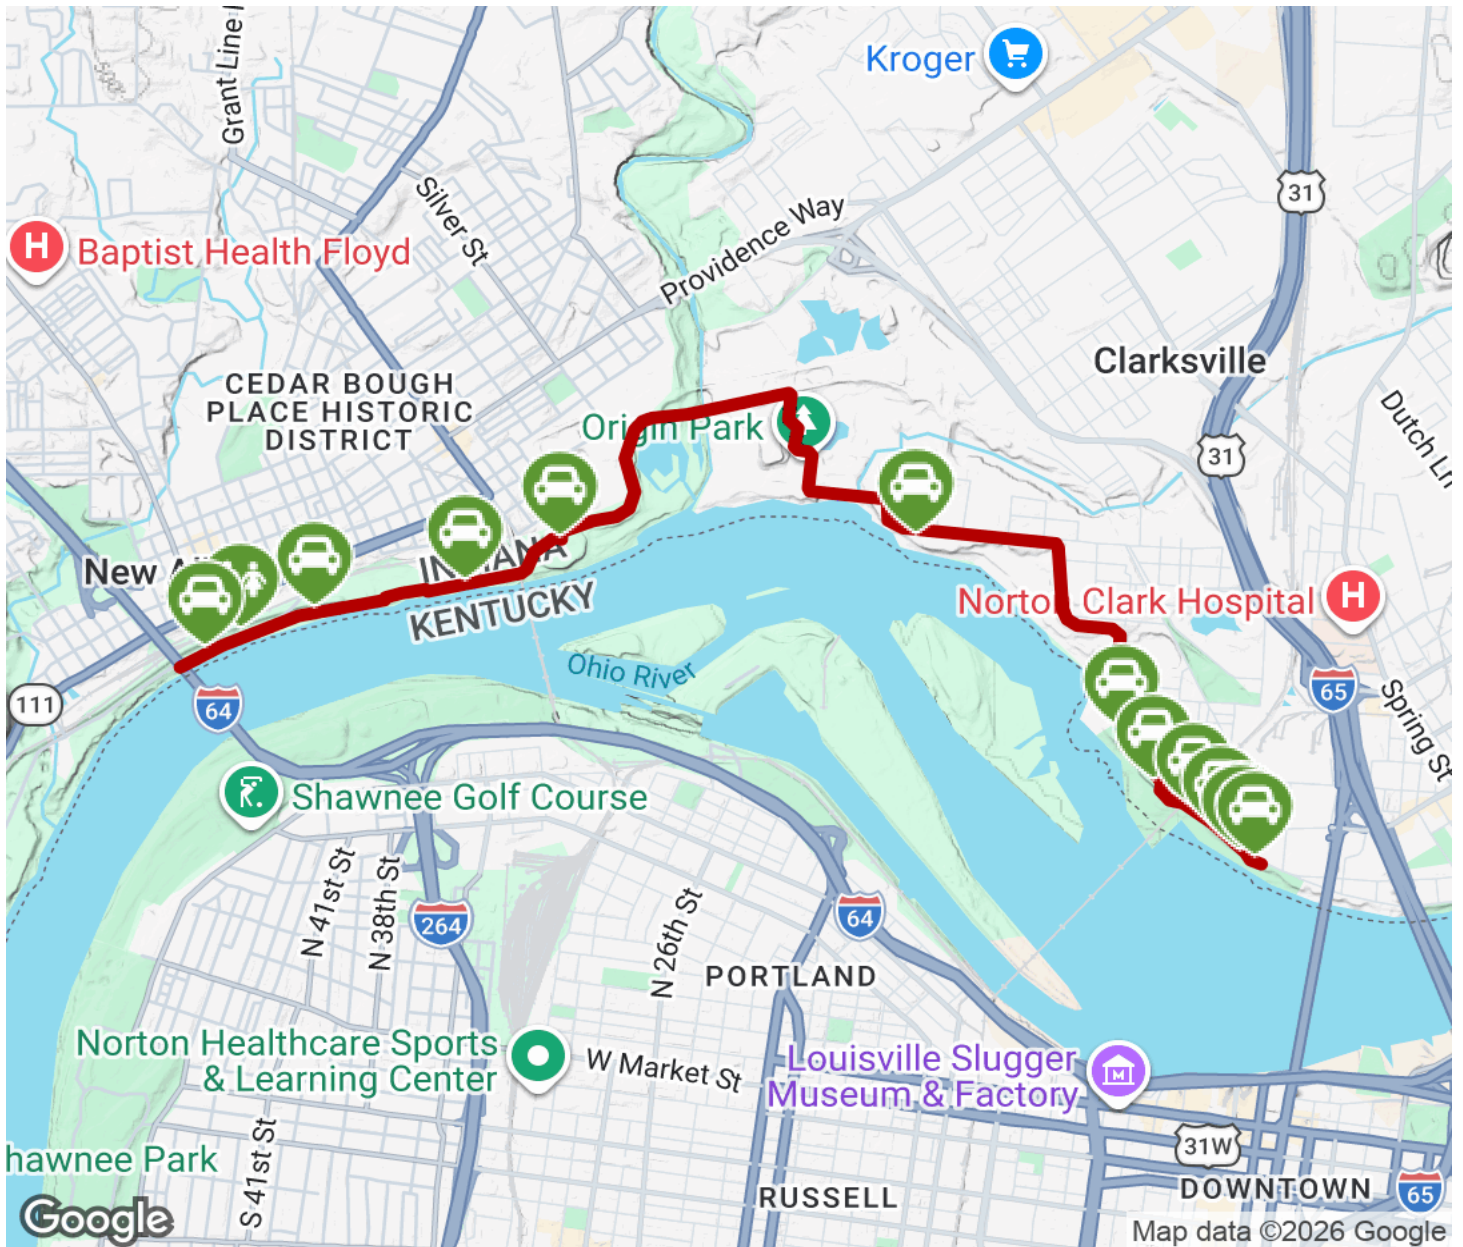 Grant Line
Kroger
31
Silver St
Providence Way
Baptist Health Floyd
Clarksville
CEDAR BOUGH
PLACE HISTORIC
DISTRICT
Dutch Ln
Origin Park
31
New
INDIANA
KENTUCKY
Norton Clark Hospital
Ohio River
111
64
65
Spring St
Shawnee Golf Course
N 41st St
N 38th St
264
N 26th St
64
PORTLAND
Norton Healthcare Sports
& Learning Center
W Market St
Louisville Slugger
Museum & Factory
S 41st St
hawnee Park
31W
DOWNTOWN
65
RUSSELL
Google
Map data ©2026 Google